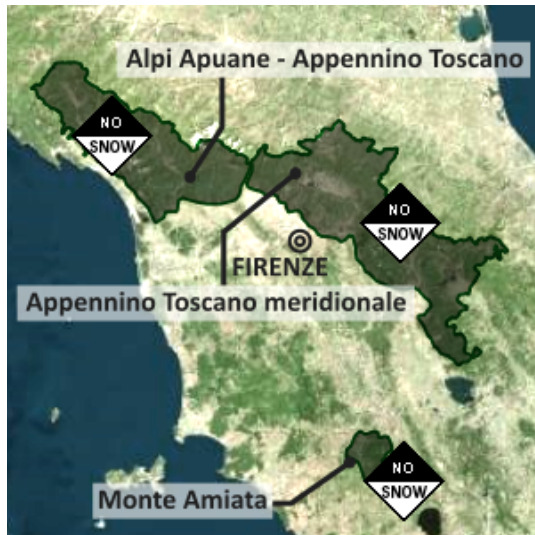 Alpi Apuane - Appennino Toscano
NO
SNOW
NO
SNOW
FIRENZE
Appennino Toscano meridionale
NO
SNOW
Monte Amiata